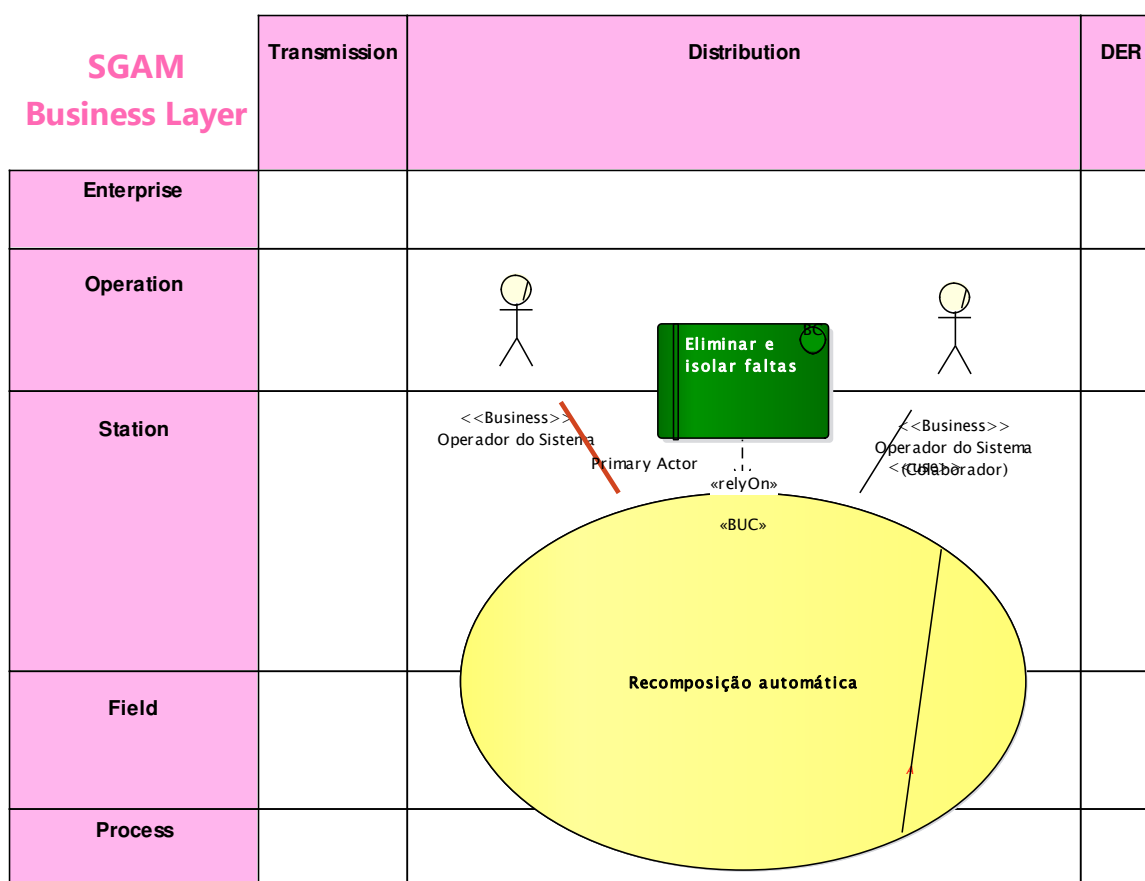 SGAM
Business Layer
Transmission
Distribution
DER
Enterprise
Operation
BC
Eliminar e
isolar faltas
Station
<<Business>>
Operador do Sistema
Primary Actor
<<Business>>
Operador do Sistema
(Colaborador)
<<use>>
«relyOn»
«BUC»
Recomposição automática
Field
Process